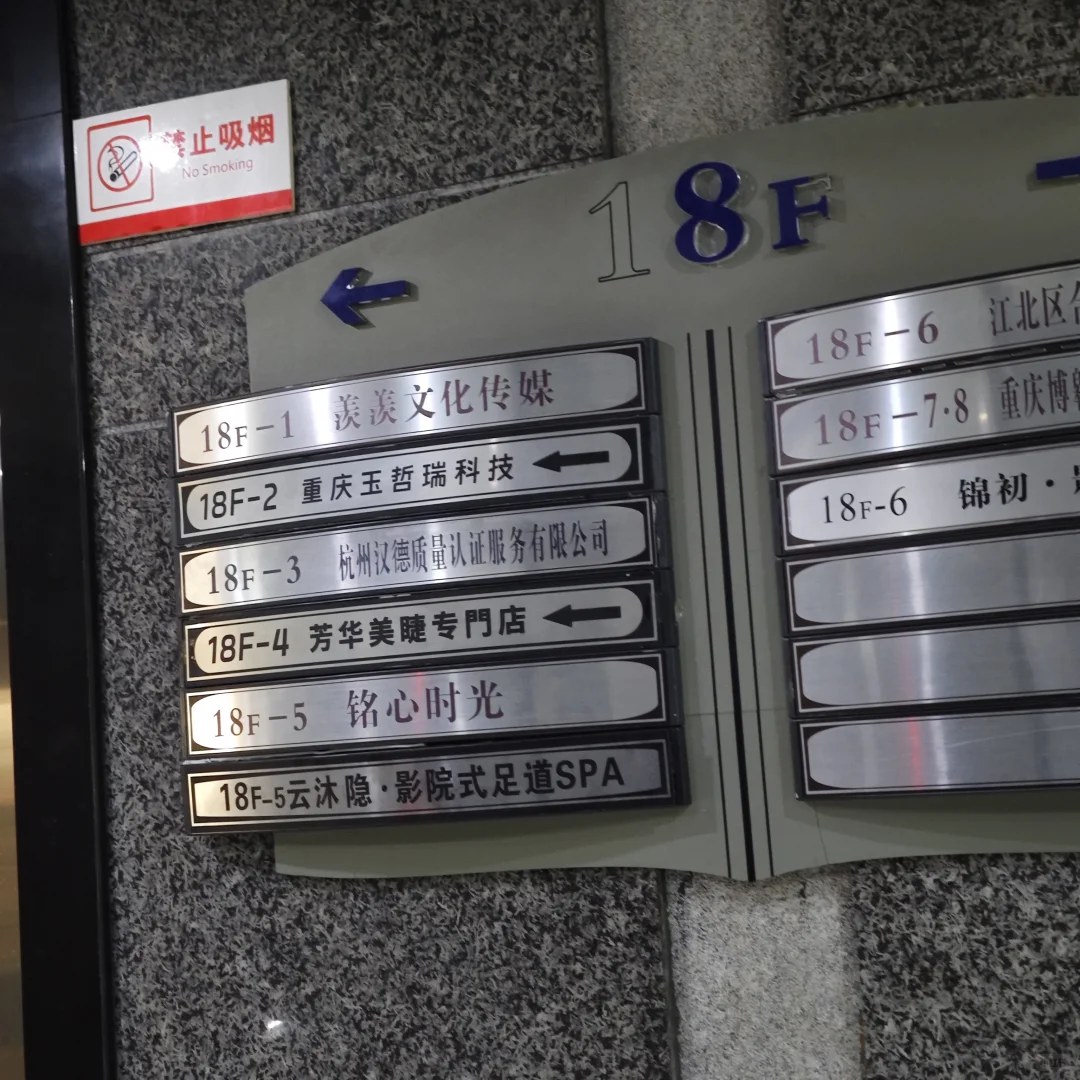 禁止吸烟
No Smoking
18F
18F-1 羡羡文化传媒
18F-2 重庆玉哲瑞科技
18F-3 杭州汉德质量认证服务有限公司
18F-4 芳华美睫专門店
18F-5 铭心时光
18F-5云沐隐·影院式足道SPA
18F-6 江北区
18F-7·8 重庆博
18F-6 锦初·